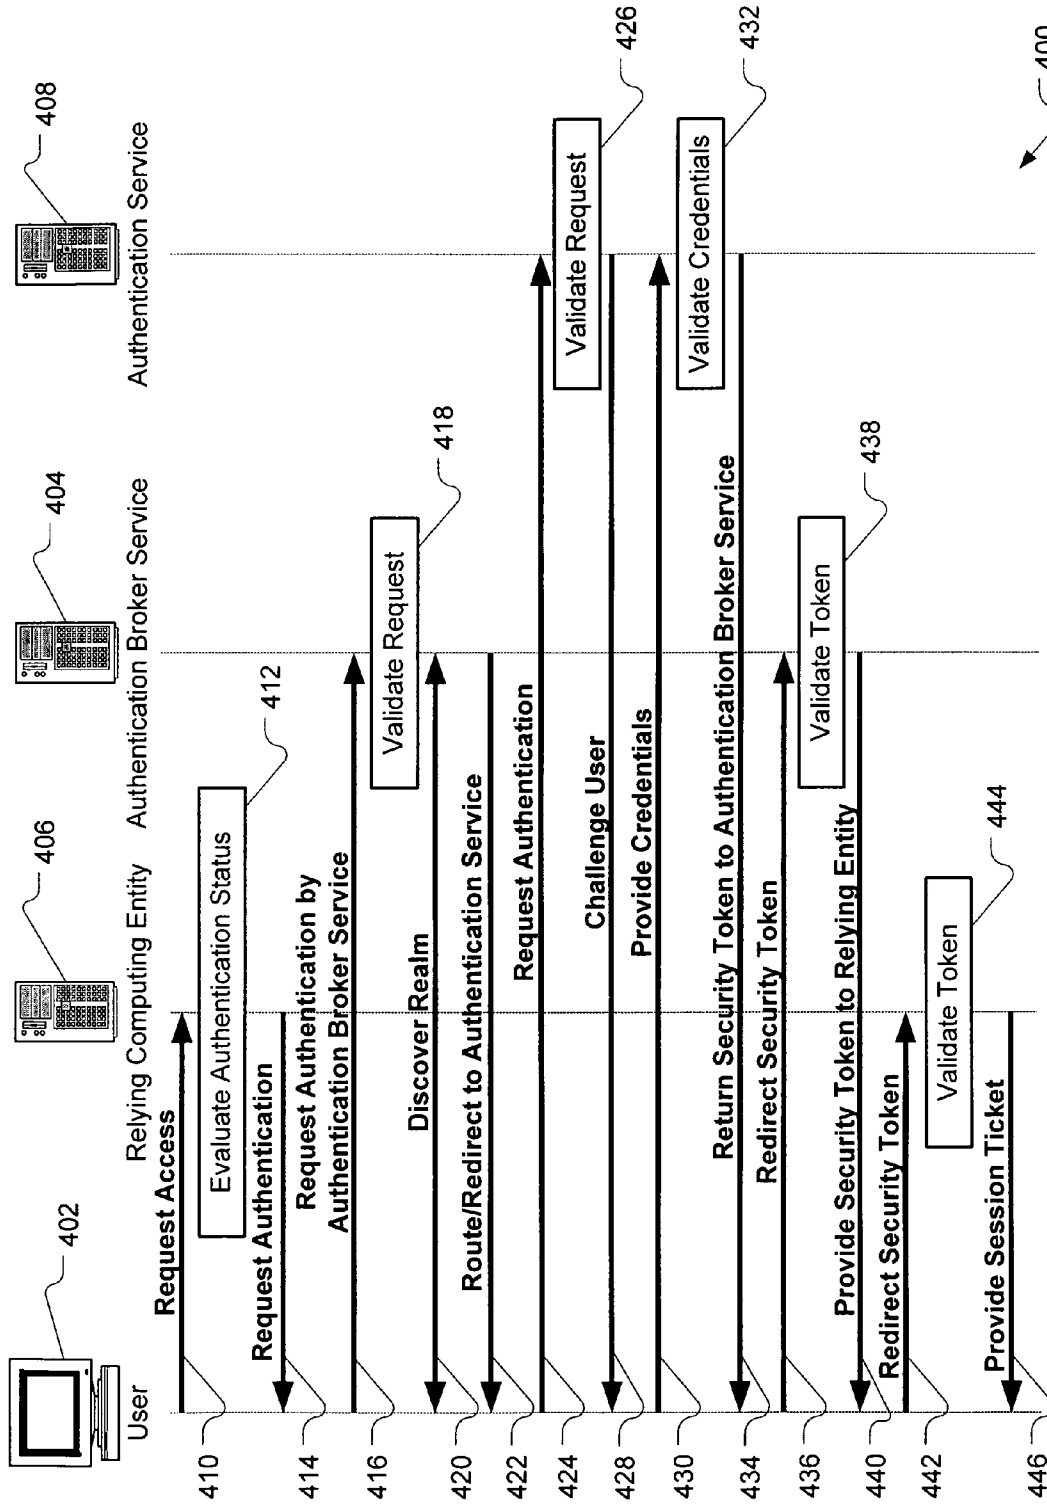 402
User
406
Relying Computing Entity
404
Authentication Broker Service
408
Authentication Service
410
Request Access
412
Evaluate Authentication Status
414
Request Authentication
416
Request Authentication by
Authentication Broker Service
418
Validate Request
420
Discover Realm
422
Route/Redirect to Authentication Service
424
Request Authentication
426
Validate Request
428
Challenge User
430
Provide Credentials
432
Validate Credentials
434
Return Security Token to Authentication Broker Service
436
Redirect Security Token
438
Validate Token
440
Provide Security Token to Relying Entity
442
Redirect Security Token
444
Validate Token
446
Provide Session Ticket
400